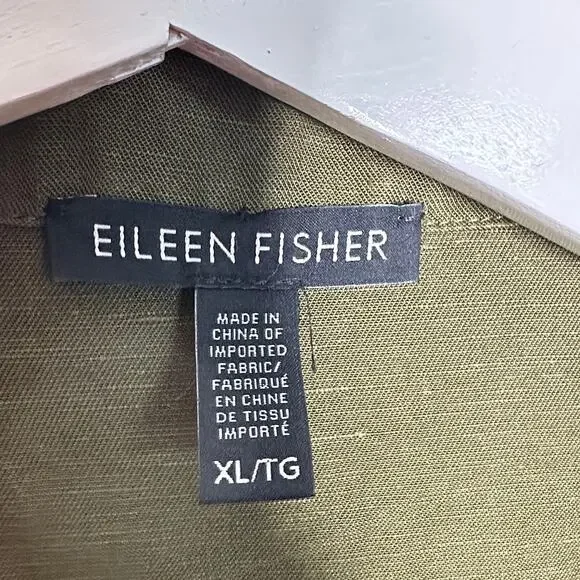 EILEEN FISHER
MADE IN
CHINA OF
IMPORTED
FABRIC/
FABRIQUÉ
EN CHINE
DE TISSU
IMPORTÉ
XL/TG